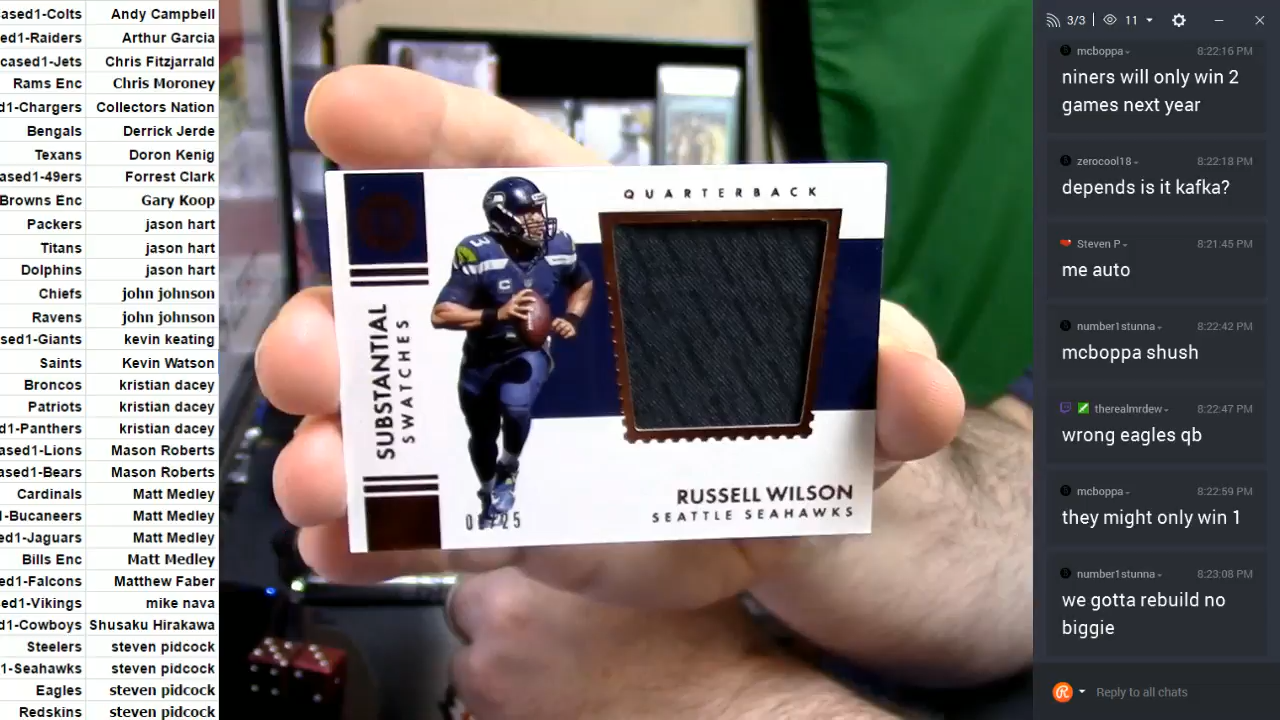 ased1-Colts Andy Campbell
ed1-Raiders Arthur Garcia
cased1-Jets Chris Fitzjarrald
Rams Enc Chris Moroney
d1-Chargers Collectors Nation
Bengals Derrick Jerde
Texans Doron Kenig
ased1-49ers Forrest Clark
Browns Enc Gary Koop
Packers jason hart
Titans jason hart
Dolphins jason hart
Chiefs john johnson
Ravens john johnson
sed1-Giants kevin keating
Saints Kevin Watson
Broncos kristian dacey
Patriots kristian dacey
d1-Panthers kristian dacey
ased1-Lions Mason Roberts
ased1-Bears Mason Roberts
Cardinals Matt Medley
1-Bucaneers Matt Medley
d1-Jaguars Matt Medley
Bills Enc Matt Medley
ed1-Falcons Matthew Faber
ed1-Vikings mike nava
d1-Cowboys Shusaku Hirakawa
Steelers steven pidcock
1-Seahawks steven pidcock
Eagles steven pidcock
Redskins steven pidcock
QUARTERBACK
SUBSTANTIAL
SWATCHES
3
C
RUSSELL WILSON
SEATTLE SEAHAWKS
3/3 11
mcboppa 8:22:16 PM
niners will only win 2
games next year
zerocool18 8:22:18 PM
depends is it kafka?
Steven P 8:21:45 PM
me auto
number1stunna 8:22:42 PM
mcboppa shush
therealmrdew 8:22:47 PM
wrong eagles qb
mcboppa 8:22:59 PM
they might only win 1
number1stunna 8:23:08 PM
we gotta rebuild no
biggie
Reply to all chats